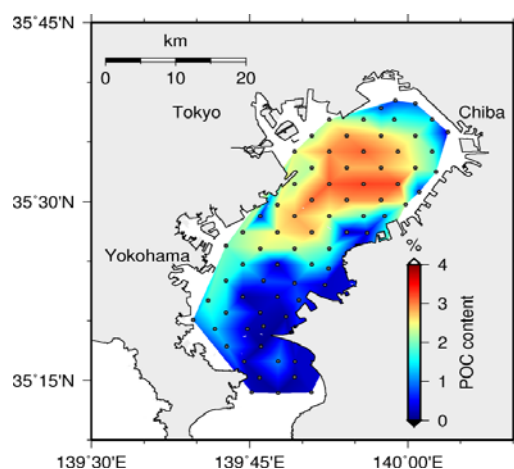 35°45'N
km
0 10 20
Tokyo
Chiba
35°30'N
Yokohama
%
4
3
2
1
0
POC content
35°15'N
139°30'E
139°45'E
140°00'E